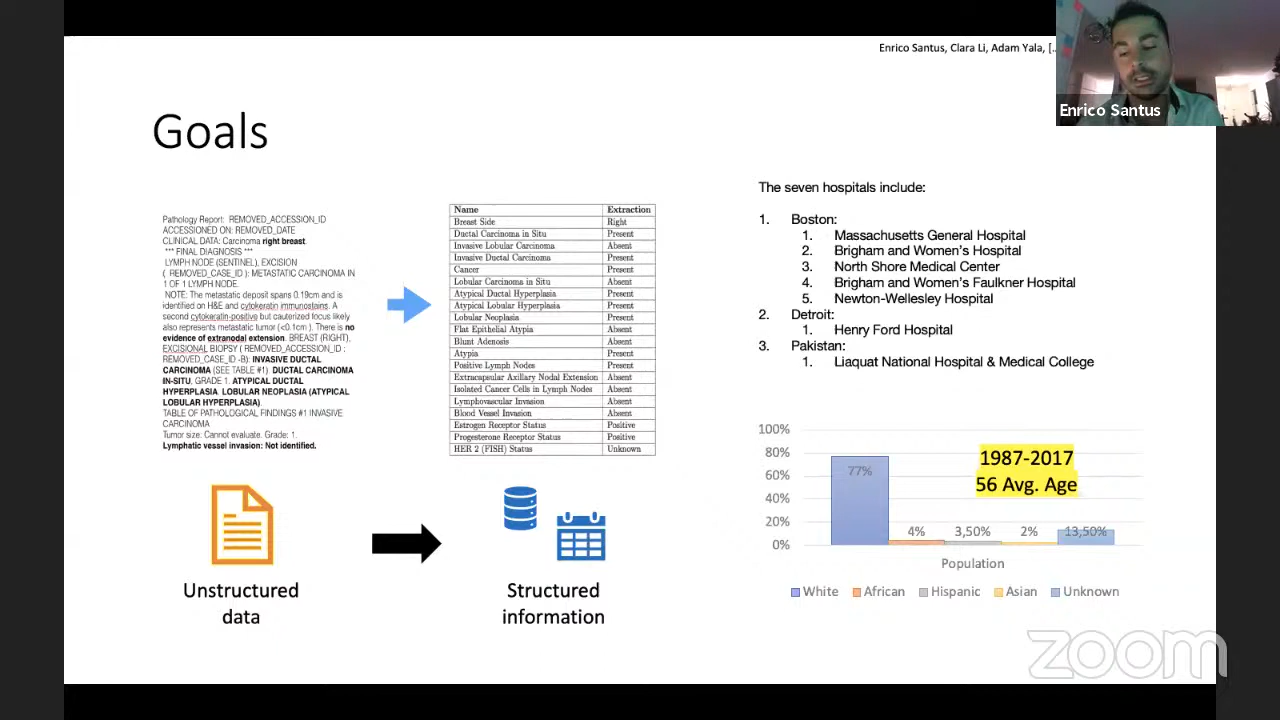 Enrico Santus, Clara Li, Adam Yala, [..
Enrico Santus
Goals
Pathology Report: REMOVED_ACCESSION_ID
ACCESSIONED ON: REMOVED_DATE
CLINICAL DATA: Carcinoma right breast.
*** FINAL DIAGNOSIS ***
LYMPH NODE (SENTINEL), EXCISION
( REMOVED_CASE_ID ): METASTATIC CARCINOMA IN
1 OF 1 LYMPH NODE.
NOTE: The metastatic deposit spans 0.19cm and is
identified on H&E and cytokeratin immunostains. A
second cytokeratin-positive but cauterized focus likely
also represents metastatic tumor (<0.1cm ). There is no
evidence of extranodal extension. BREAST (RIGHT),
EXCISIONAL BIOPSY ( REMOVED_ACCESSION_ID :
REMOVED_CASE_ID -B): INVASIVE DUCTAL
CARCINOMA (SEE TABLE #1). DUCTAL CARCINOMA
IN-SITU, GRADE 1. ATYPICAL DUCTAL
HYPERPLASIA. LOBULAR NEOPLASIA (ATYPICAL
LOBULAR HYPERPLASIA).
TABLE OF PATHOLOGICAL FINDINGS #1 INVASIVE
CARCINOMA
Tumor size: Cannot evaluate. Grade: 1.
Lymphatic vessel invasion: Not identified.
Name Extraction
Breast Side Right
Ductal Carcinoma in Situ Present
Invasive Lobular Carcinoma Absent
Invasive Ductal Carcinoma Present
Cancer Present
Lobular Carcinoma in Situ Absent
Atypical Ductal Hyperplasia Present
Atypical Lobular Hyperplasia Present
Lobular Neoplasia Present
Flat Epithelial Atypia Absent
Blunt Adenosis Absent
Atypia Present
Positive Lymph Nodes Present
Extracapsular Axillary Nodal Extension Absent
Isolated Cancer Cells in Lymph Nodes Absent
Lymphovascular Invasion Absent
Blood Vessel Invasion Absent
Estrogen Receptor Status Positive
Progesterone Receptor Status Positive
HER 2 (FISH) Status Unknown
Unstructured
data
Structured
information
The seven hospitals include:
1. Boston:
1. Massachusetts General Hospital
2. Brigham and Women's Hospital
3. North Shore Medical Center
4. Brigham and Women's Faulkner Hospital
5. Newton-Wellesley Hospital
2. Detroit:
1. Henry Ford Hospital
3. Pakistan:
1. Liaquat National Hospital & Medical College
100%
80%
60%
40%
20%
0%
1987-2017
56 Avg. Age
77% 4% 3,50% 2% 13,50%
Population
White African Hispanic Asian Unknown
zoom